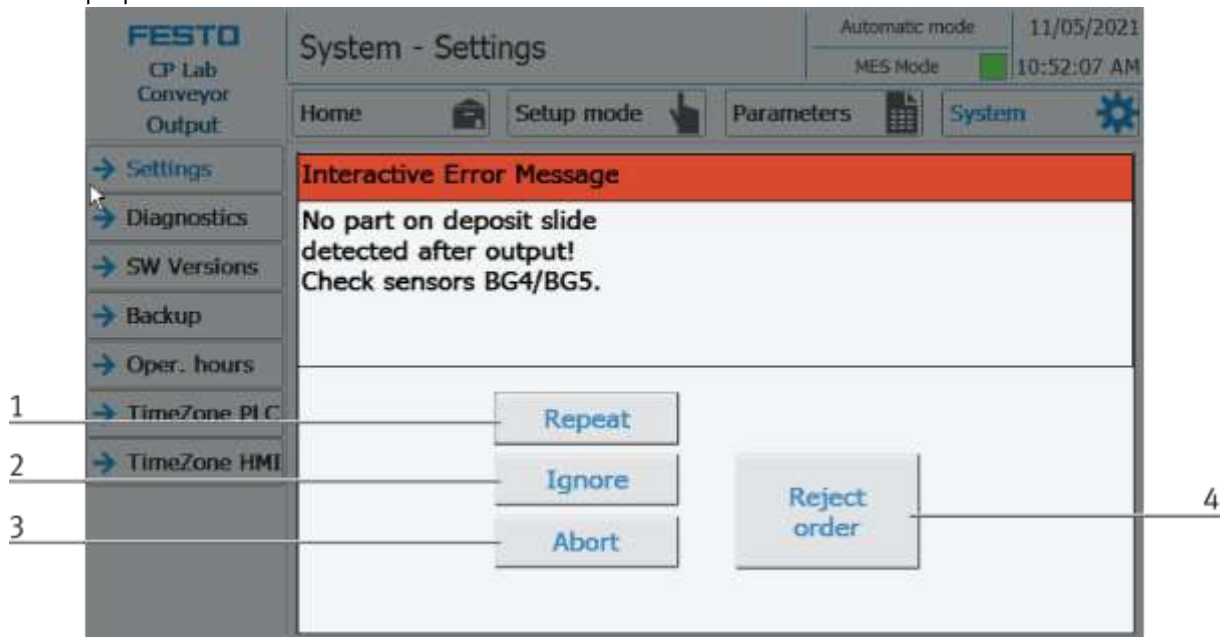 FESTO
CP Lab
Conveyor
Output
System - Settings
Automatic mode
11/05/2021
MES Mode
10:52:07 AM
Home
Setup mode
Parameters
System
Settings
Diagnostics
SW Versions
Backup
Oper. hours
TimeZone PLC
TimeZone HMI
Interactive Error Message
No part on deposit slide
detected after output!
Check sensors BG4/BG5.
1
Repeat
2
Ignore
3
Abort
Reject
order
4